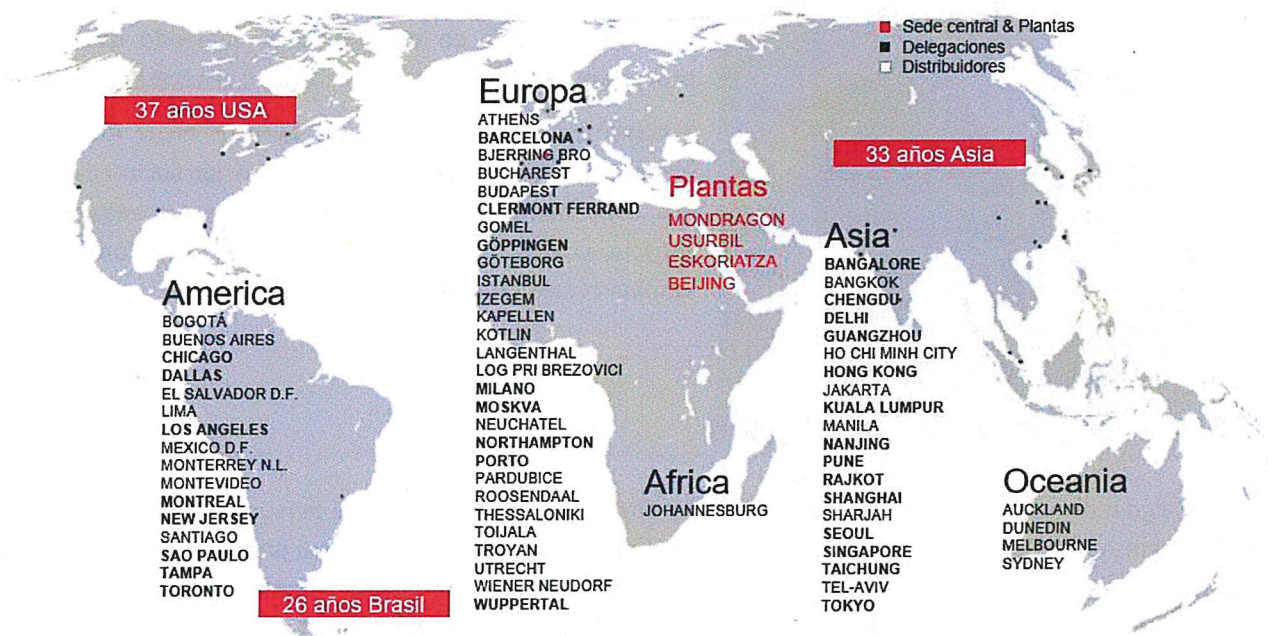 Sede central & Plantas
Delegaciones
Distribuidores
37 años USA
33 años Asia
26 años Brasil
America
BOGOTÁ
BUENOS AIRES
CHICAGO
DALLAS
EL SALVADOR D.F.
LIMA
LOS ANGELES
MEXICO D.F.
MONTERREY N.L.
MONTEVIDEO
MONTREAL
NEW JERSEY
SANTIAGO
SAO PAULO
TAMPA
TORONTO
Europa
ATHENS
BARCELONA
BJERRING BRO
BUCHAREST
BUDAPEST
CLERMONT FERRAND
GOMEL
GÖPPINGEN
GÖTEBORG
ISTANBUL
IZEGEM
KAPELLEN
KOTLIN
LANGENTHAL
LOG PRI BREZOVICI
MILANO
MOSKVA
NEUCHATEL
NORTHAMPTON
PORTO
PARDUBICE
ROOSENDAAL
THESSALONIKI
TOIJALA
TROYAN
UTRECHT
WIENER NEUDORF
WUPPERTAL
Plantas
MONDRAGON
USURBIL
ESKORIATZA
BEIJING
Africa
JOHANNESBURG
Asia
BANGALORE
BANGKOK
CHENGDU
DELHI
GUANGZHOU
HO CHI MINH CITY
HONG KONG
JAKARTA
KUALA LUMPUR
MANILA
NANJING
PUNE
RAJKOT
SHANGHAI
SHARJAH
SEOUL
SINGAPORE
TAICHUNG
TEL-AVIV
TOKYO
Oceania
AUCKLAND
DUNEDIN
MELBOURNE
SYDNEY